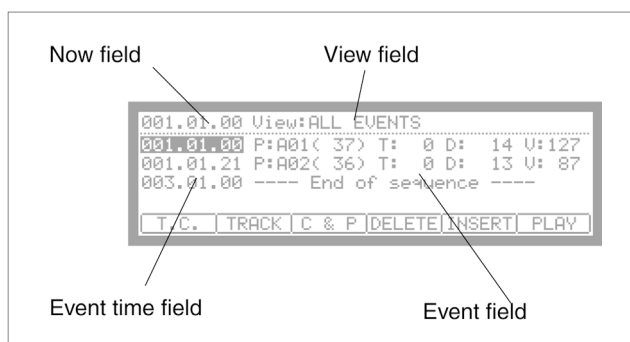 Now field
View field
001.01.00 View:ALL EVENTS
001.01.00 P:A01( 37) T: 0 D: 14 V:127
001.01.21 P:A02( 36) T: 0 D: 13 V: 87
003.01.00 ---- End of sequence ----
T.C. TRACK C & P DELETE INSERT PLAY
Event time field
Event field